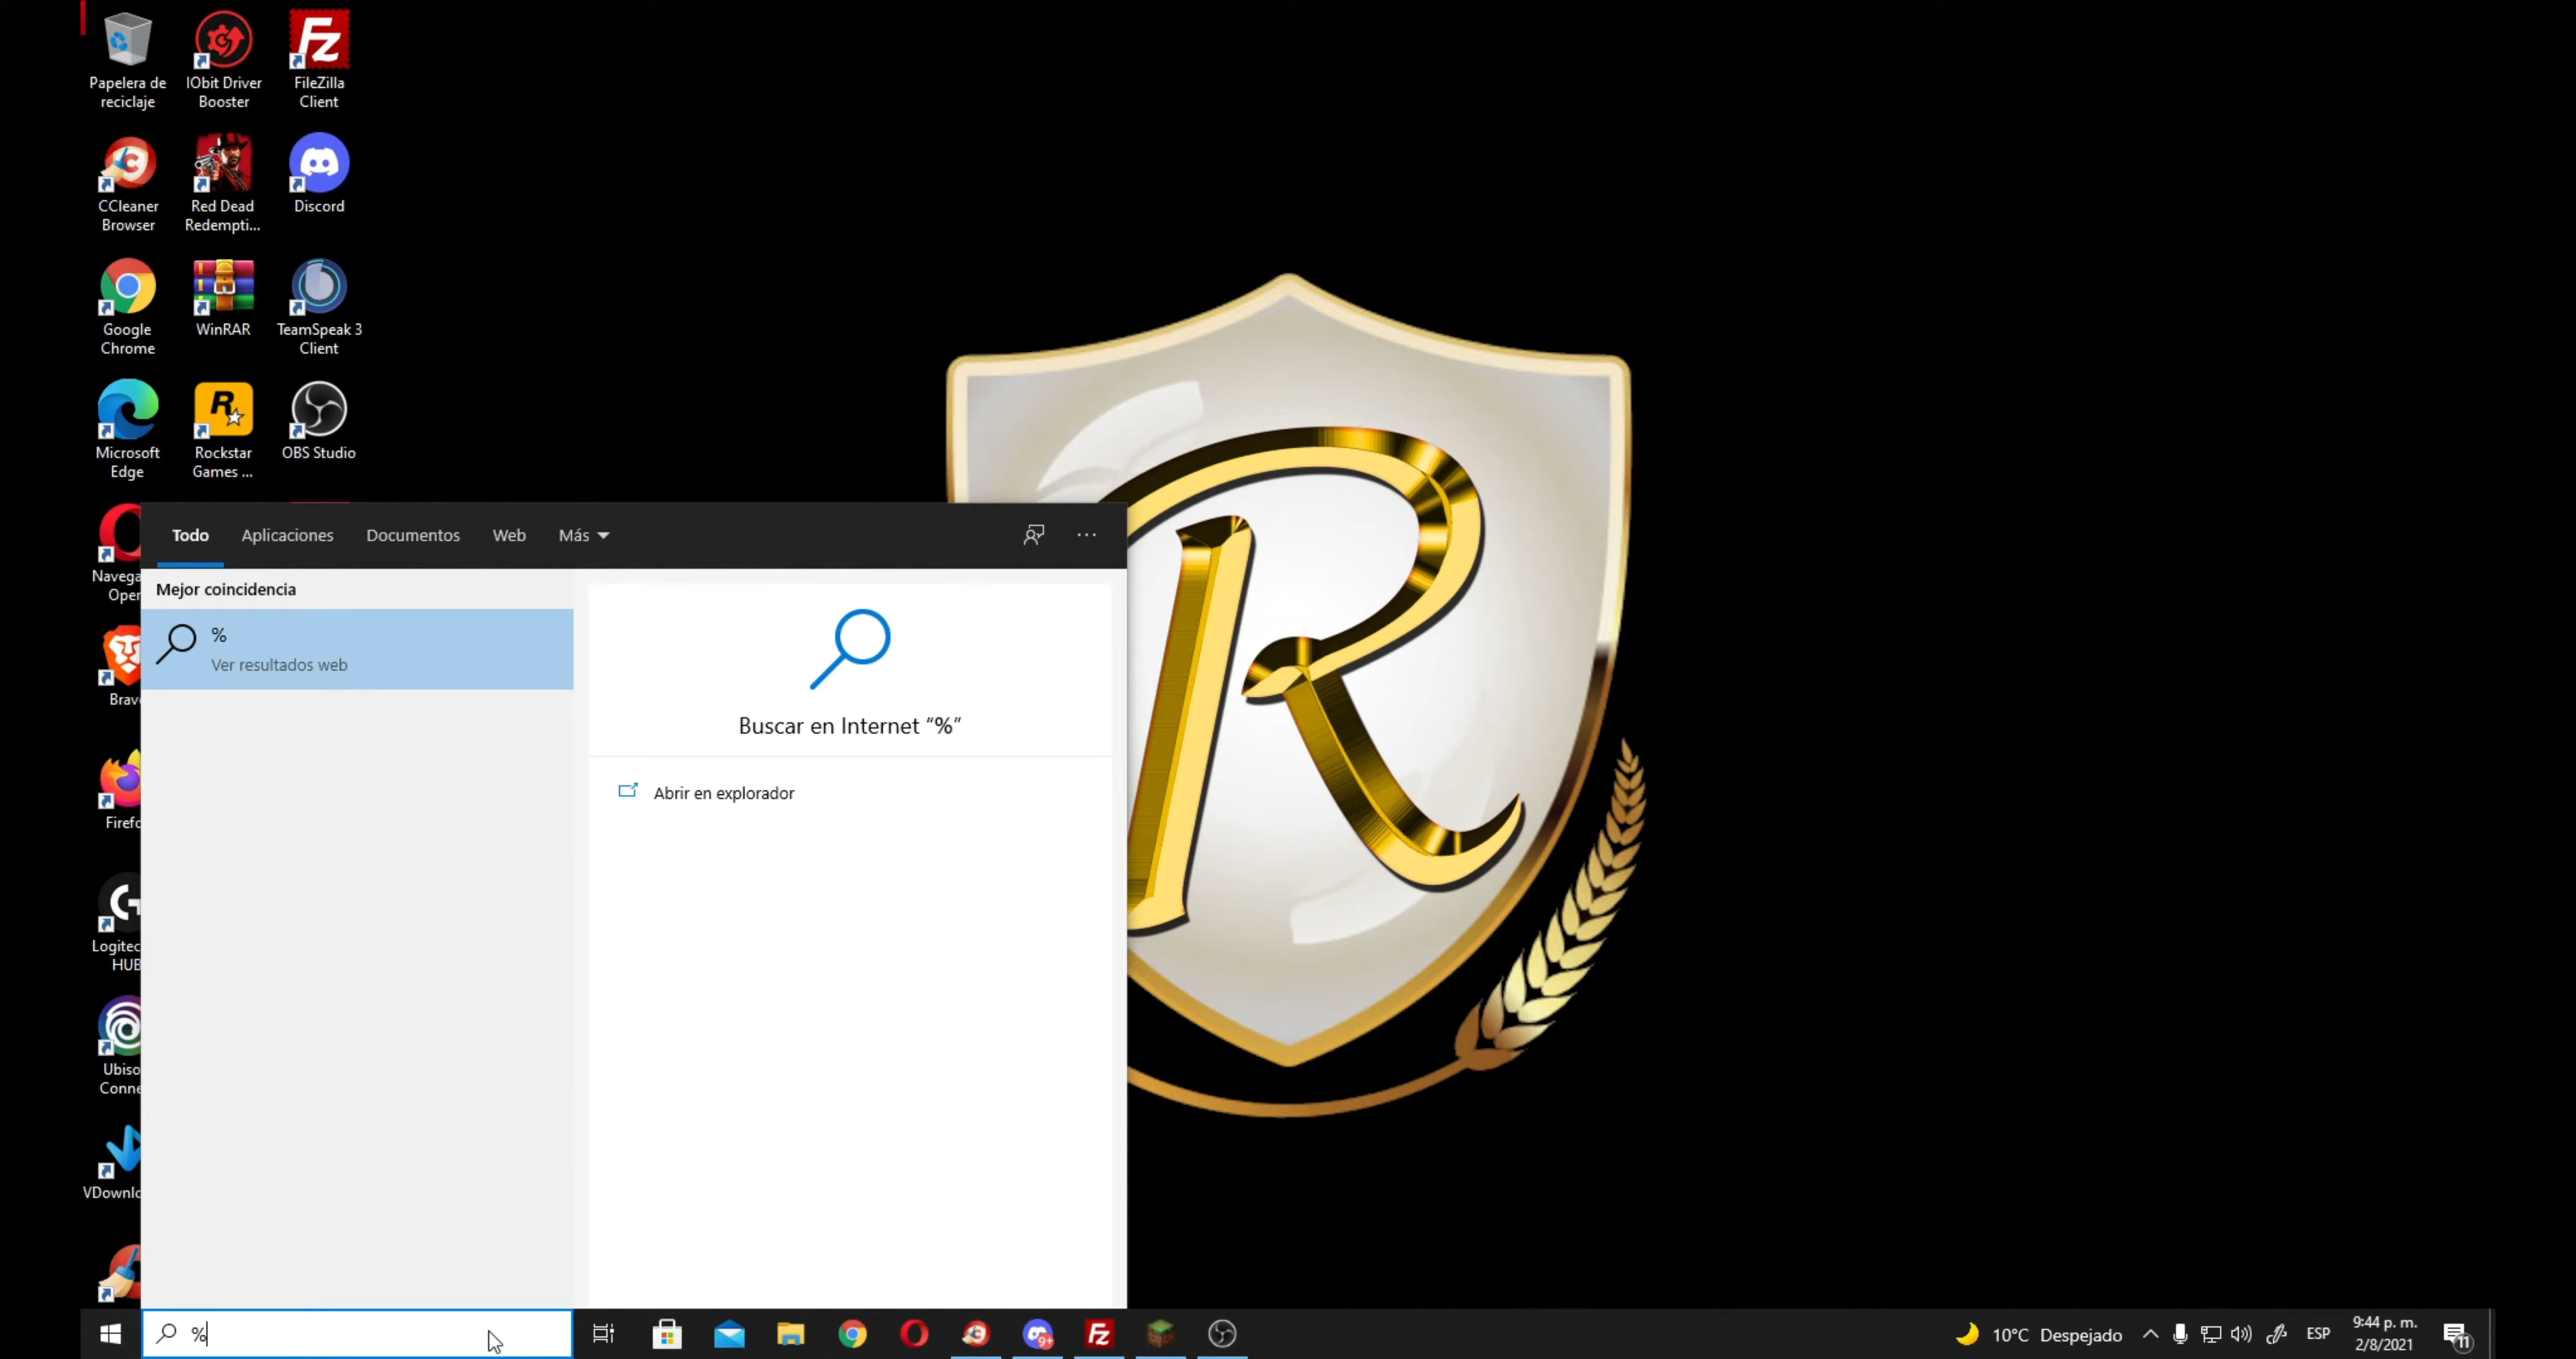 Papelera de
reciclaje
IObit Driver
Booster
FileZilla
Client
CCleaner
Browser
Red Dead
Redempti...
Discord
Google
Chrome
WinRAR
TeamSpeak 3
Client
Microsoft
Edge
Rockstar
Games ...
OBS Studio
Navega
Oper
Brav
Firefo
Logitec
HUB
Ubiso
Conne
VDownlo
Todo Aplicaciones Documentos Web Más
Mejor coincidencia
%
Ver resultados web
Buscar en Internet “%”
Abrir en explorador
R
%
9+
10°C Despejado
ESP
9:44 p. m.
2/8/2021
11